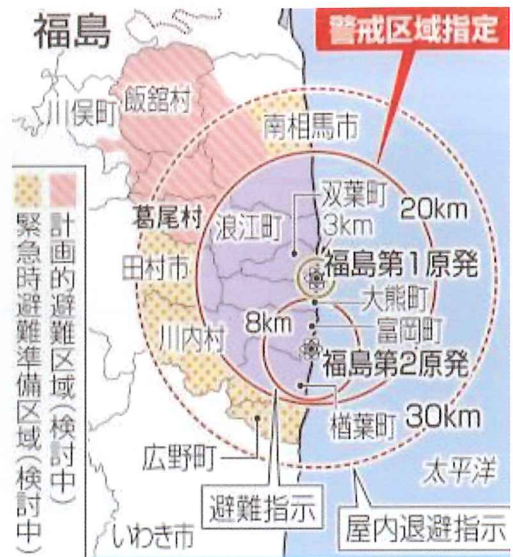 福島
警戒区域指定
川俣町
飯舘村
南相馬市
双葉町
3km
20km
葛尾村
浪江町
福島第1原発
田村市
大熊町
8km
富岡町
川内村
福島第2原発
楢葉町
30km
広野町
太平洋
避難指示
屋内退避指示
いわき市
計画的避難区域(検討中)
緊急時避難準備区域(検討中)